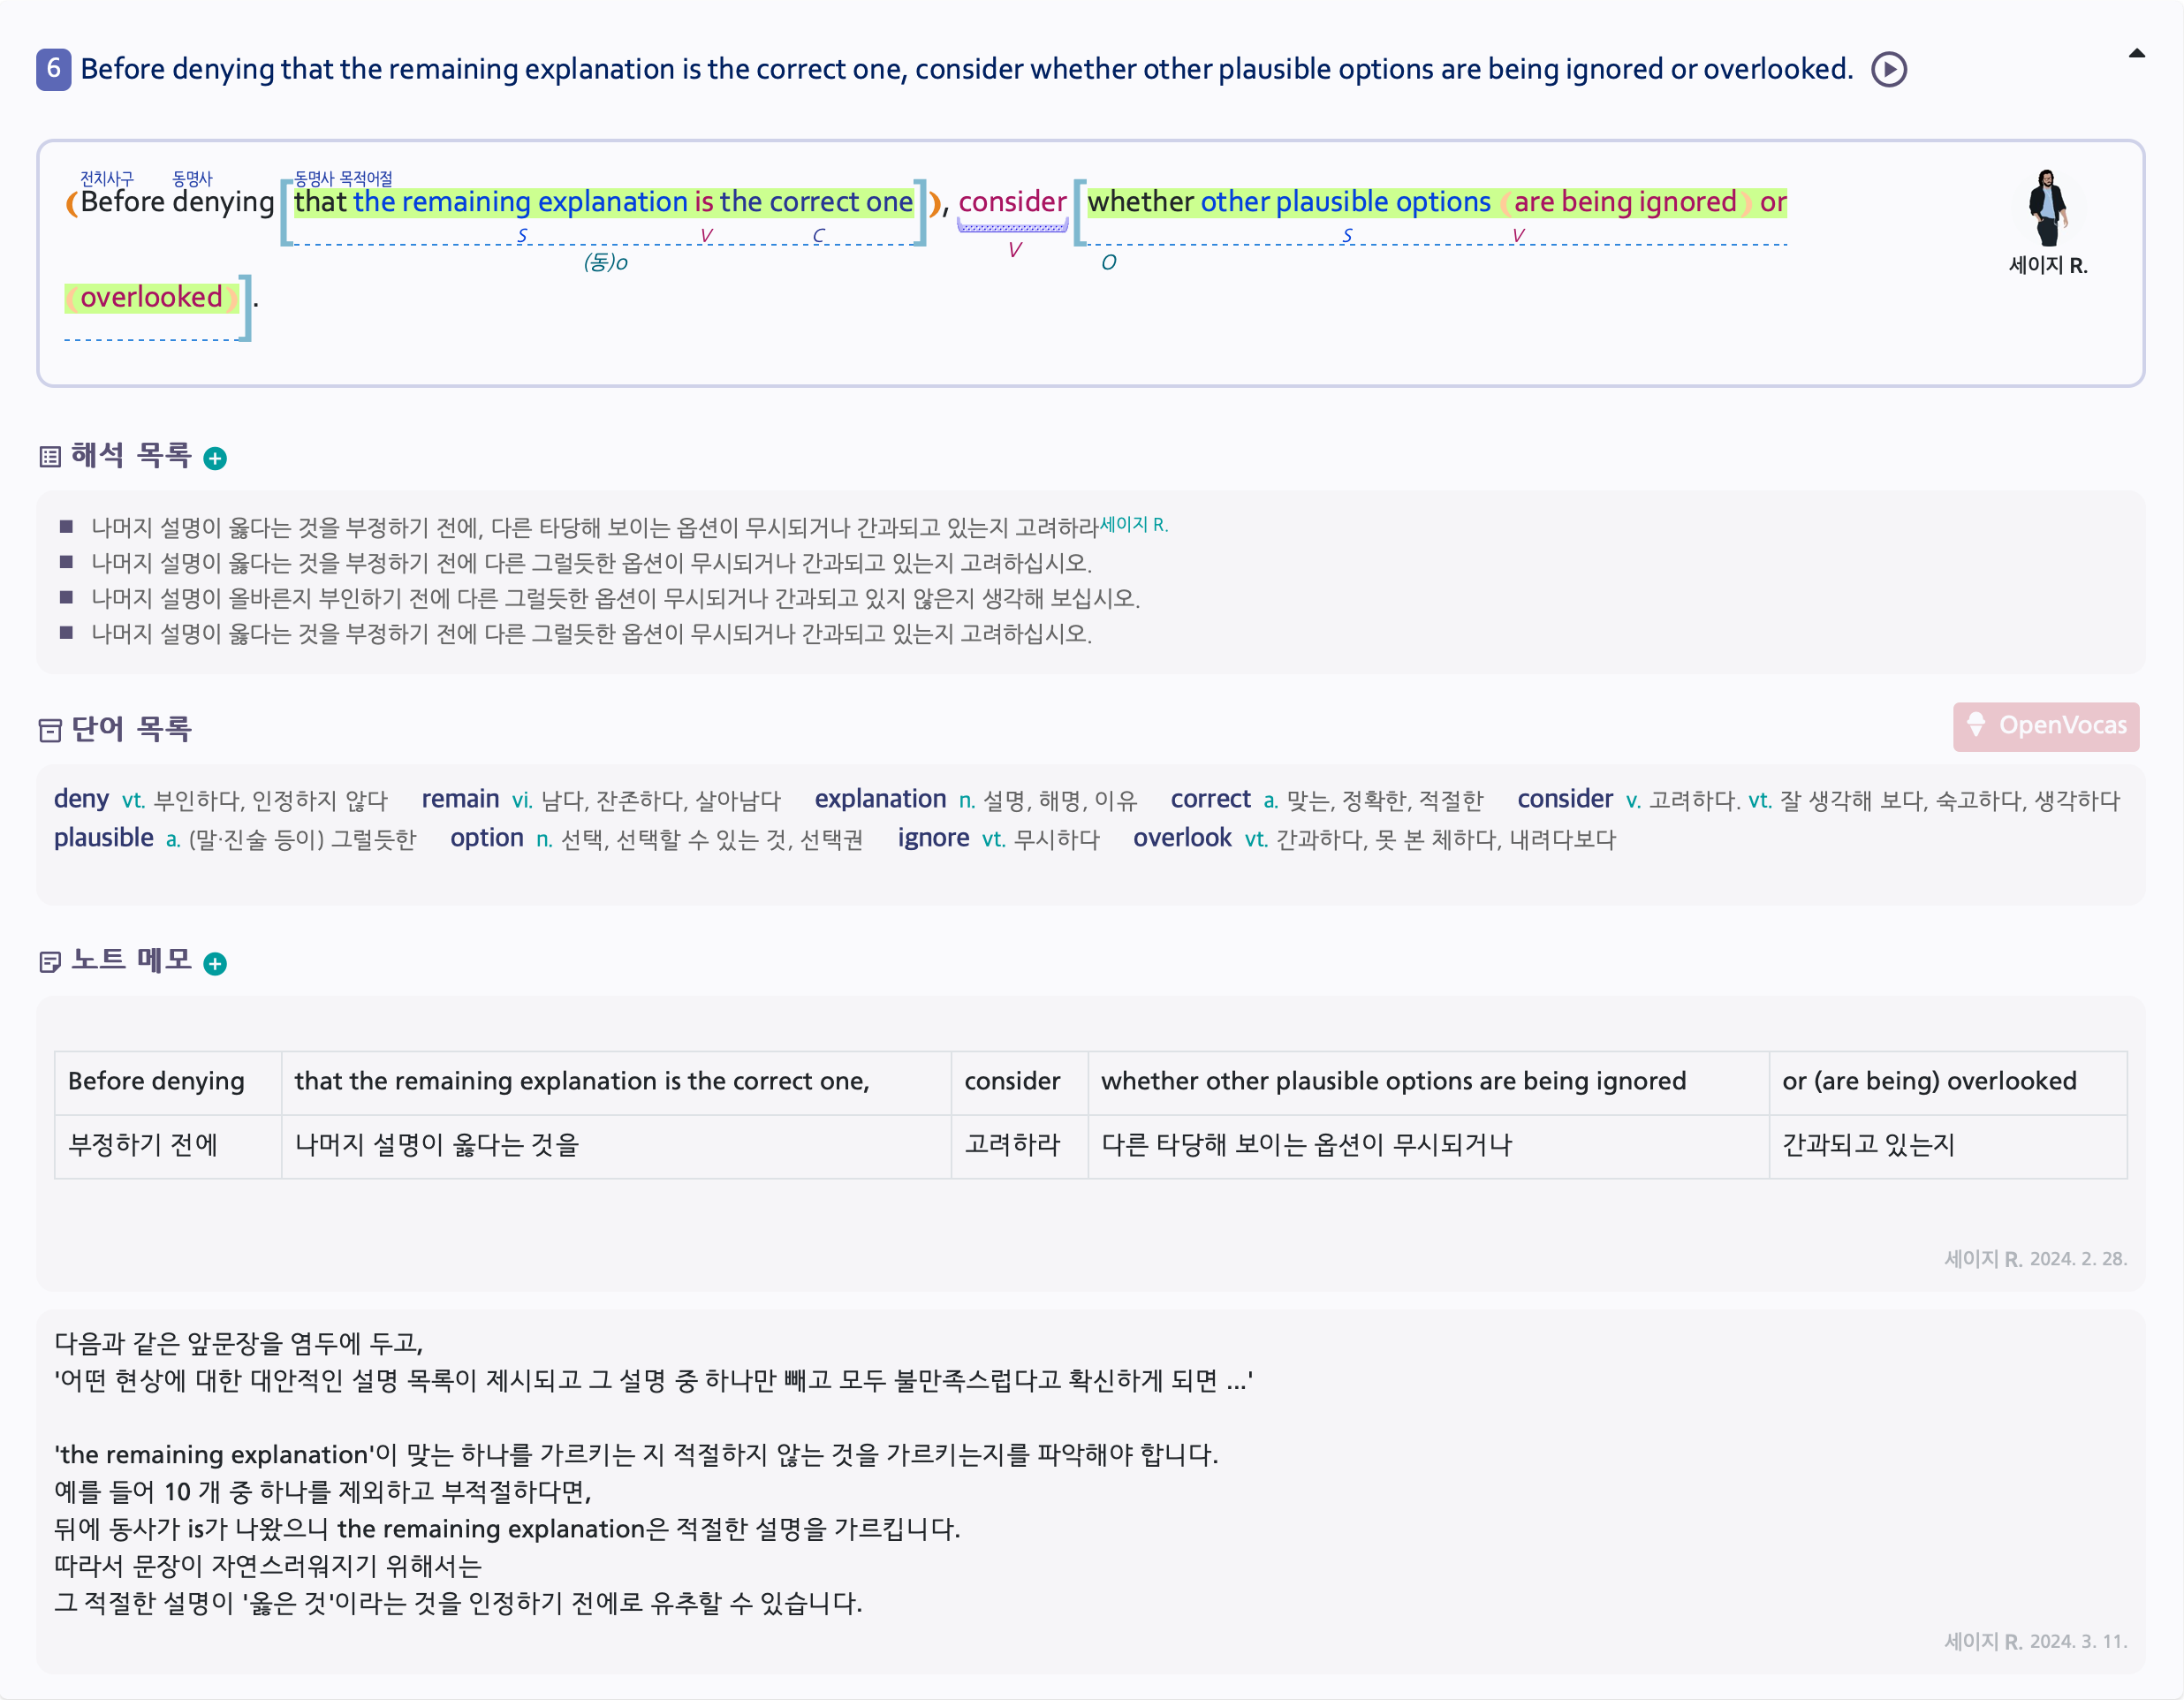 6 Before denying that the remaining explanation is the correct one, consider whether other plausible options are being ignored or overlooked.
전치사구 동명사 동명사 목적어절
(Before denying [that the remaining explanation is the correct one]), consider [whether other plausible options (are being ignored) or
S V C V S V
(동)o O
세이지 R.
(overlooked)].
해석 목록
■ 나머지 설명이 옳다는 것을 부정하기 전에, 다른 타당해 보이는 옵션이 무시되거나 간과되고 있는지 고려하라세이지 R.
■ 나머지 설명이 옳다는 것을 부정하기 전에 다른 그럴듯한 옵션이 무시되거나 간과되고 있는지 고려하십시오.
■ 나머지 설명이 올바른지 부인하기 전에 다른 그럴듯한 옵션이 무시되거나 간과되고 있지 않은지 생각해 보십시오.
■ 나머지 설명이 옳다는 것을 부정하기 전에 다른 그럴듯한 옵션이 무시되거나 간과되고 있는지 고려하십시오.
단어 목록
OpenVocas
deny vt. 부인하다, 인정하지 않다 remain vi. 남다, 잔존하다, 살아남다 explanation n. 설명, 해명, 이유 correct a. 맞는, 정확한, 적절한 consider v. 고려하다. vt. 잘 생각해 보다, 숙고하다, 생각하다
plausible a. (말·진술 등이) 그럴듯한 option n. 선택, 선택할 수 있는 것, 선택권 ignore vt. 무시하다 overlook vt. 간과하다, 못 본 체하다, 내려다보다
노트 메모
Before denying that the remaining explanation is the correct one, consider whether other plausible options are being ignored or (are being) overlooked
부정하기 전에 나머지 설명이 옳다는 것을 고려하라 다른 타당해 보이는 옵션이 무시되거나 간과되고 있는지
세이지 R. 2024. 2. 28.
다음과 같은 앞문장을 염두에 두고,
'어떤 현상에 대한 대안적인 설명 목록이 제시되고 그 설명 중 하나만 빼고 모두 불만족스럽다고 확신하게 되면 ...'
'the remaining explanation'이 맞는 하나를 가르키는 지 적절하지 않는 것을 가르키는지를 파악해야 합니다.
예를 들어 10 개 중 하나를 제외하고 부적절하다면,
뒤에 동사가 is가 나왔으니 the remaining explanation은 적절한 설명을 가르킵니다.
따라서 문장이 자연스러워지기 위해서는
그 적절한 설명이 '옳은 것'이라는 것을 인정하기 전에로 유추할 수 있습니다.
세이지 R. 2024. 3. 11.